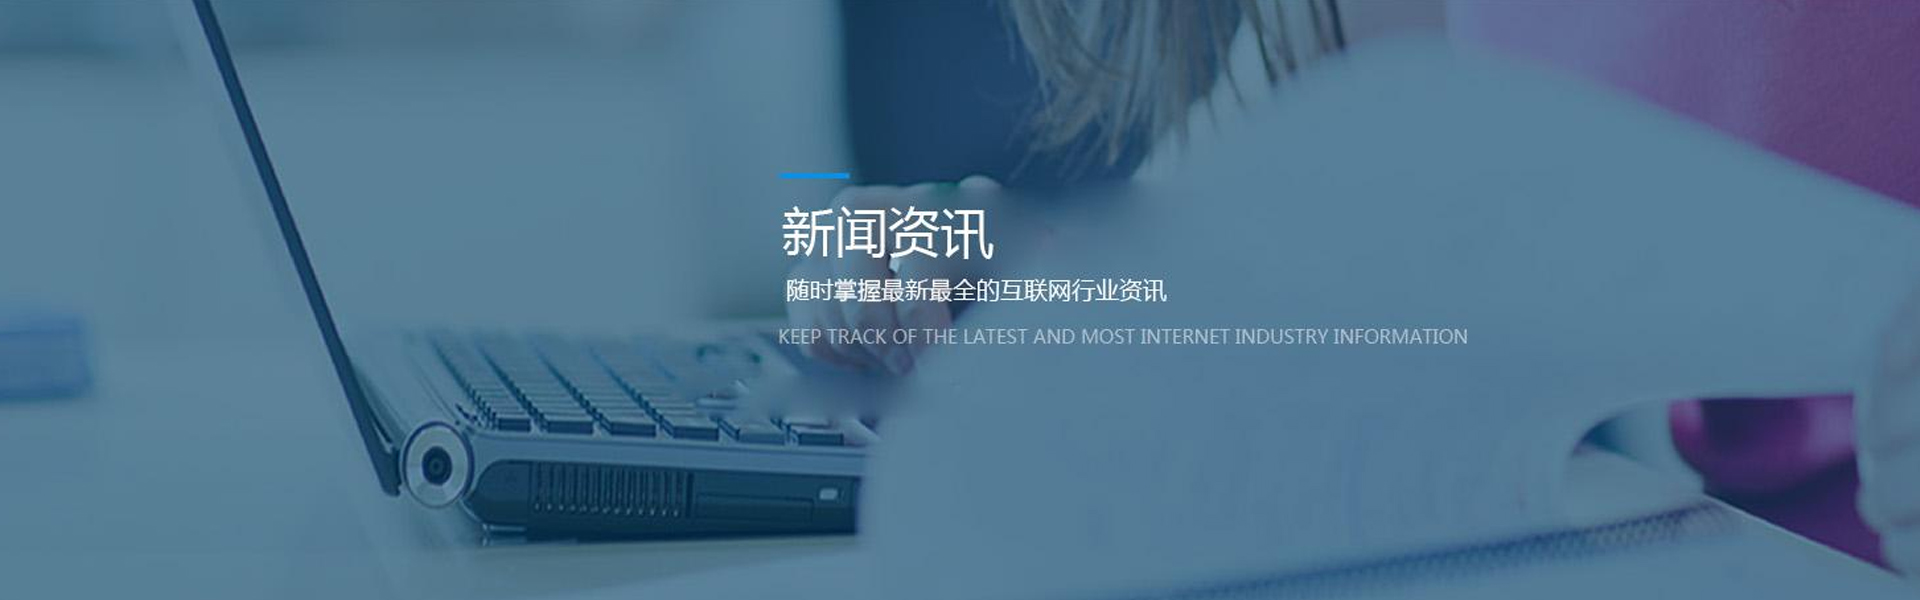 新闻资讯
随时掌握最新最全的互联网行业资讯
KEEP TRACK OF THE LATEST AND MOST INTERNET INDUSTRY INFORMATION